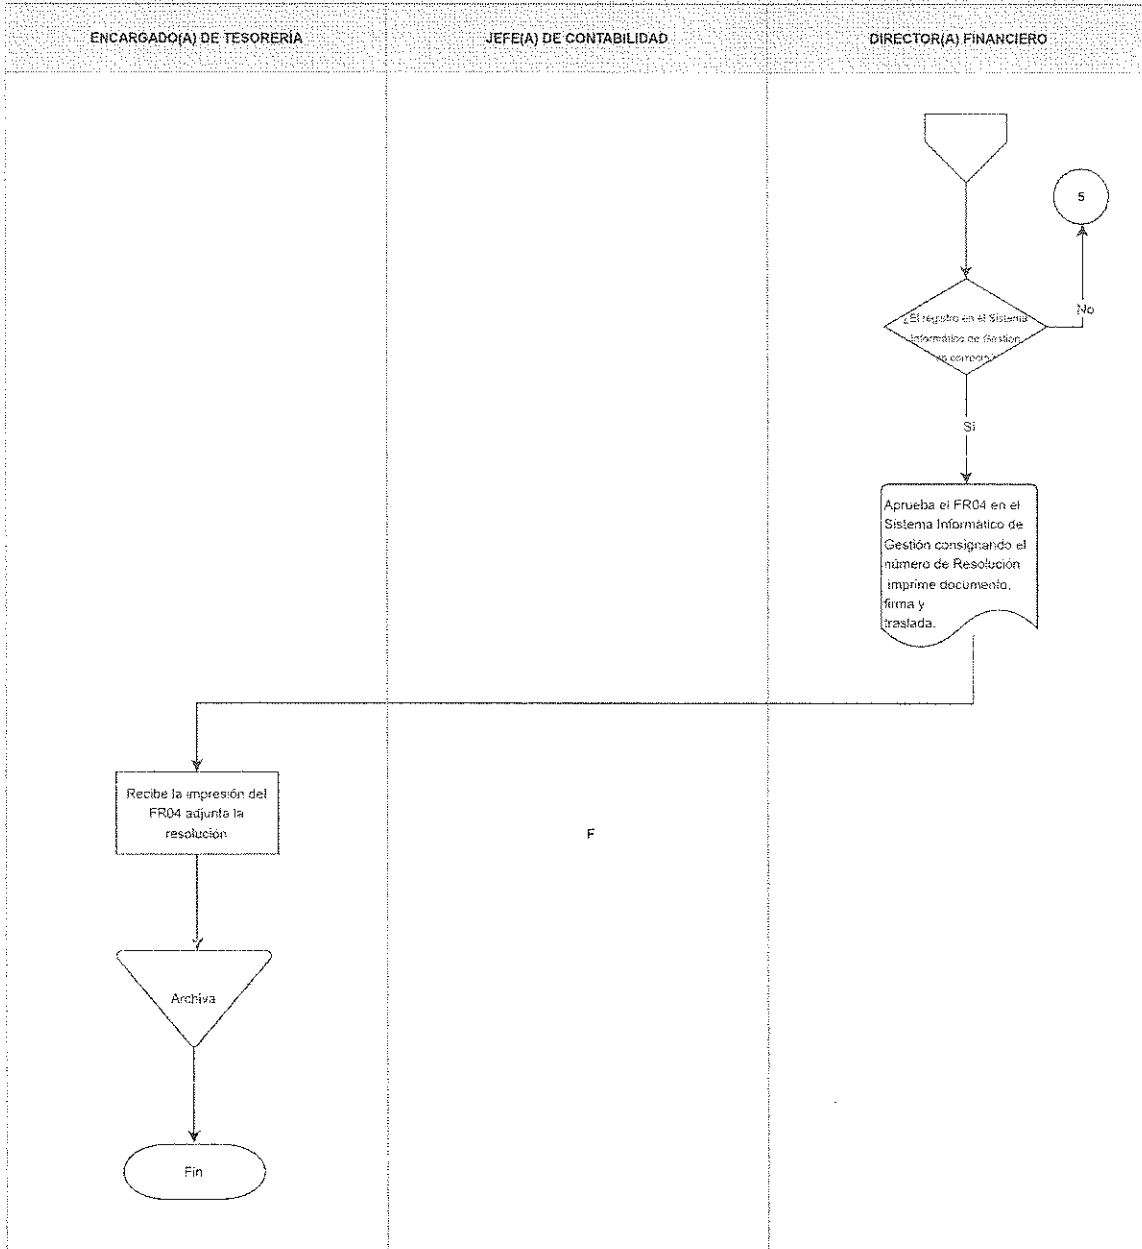 ENCARGADO(A) DE TESORERÍA
JEFE(A) DE CONTABILIDAD
DIRECTOR(A) FINANCIERO
5
¿El registro en el Sistema
Informático de Gestión
es correcto?
No
Si
Aprueba el FR04 en el
Sistema Informático de
Gestión consignando el
número de Resolución
imprime documento,
firma y
traslada.
Recibe la impresión del
FR04 adjunta la
resolución
F
Archiva
Fin